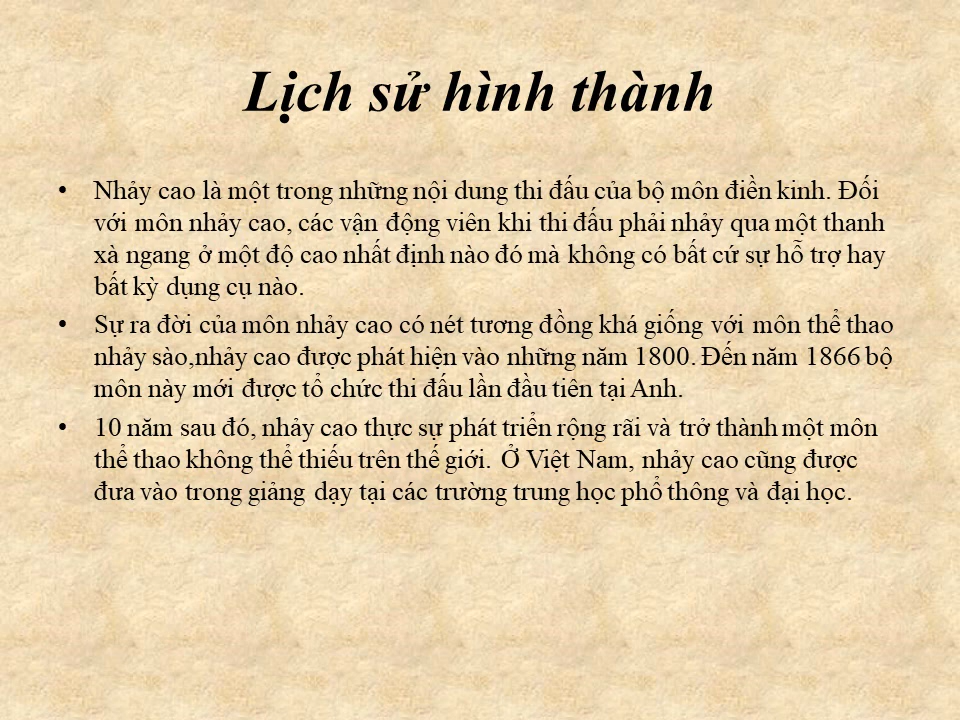 Lịch sử hình thành
• Nhảy cao là một trong những nội dung thi đấu của bộ môn điền kinh. Đối
với môn nhảy cao, các vận động viên khi thi đấu phải nhảy qua một thanh
xà ngang ở một độ cao nhất định nào đó mà không có bất cứ sự hỗ trợ hay
bất kỳ dụng cụ nào.
• Sự ra đời của môn nhảy cao có nét tương đồng khá giống với môn thể thao
nhảy sào,nhảy cao được phát hiện vào những năm 1800. Đến năm 1866 bộ
môn này mới được tổ chức thi đấu lần đầu tiên tại Anh.
• 10 năm sau đó, nhảy cao thực sự phát triển rộng rãi và trở thành một môn
thể thao không thể thiếu trên thế giới. Ở Việt Nam, nhảy cao cũng được
đưa vào trong giảng dạy tại các trường trung học phổ thông và đại học.